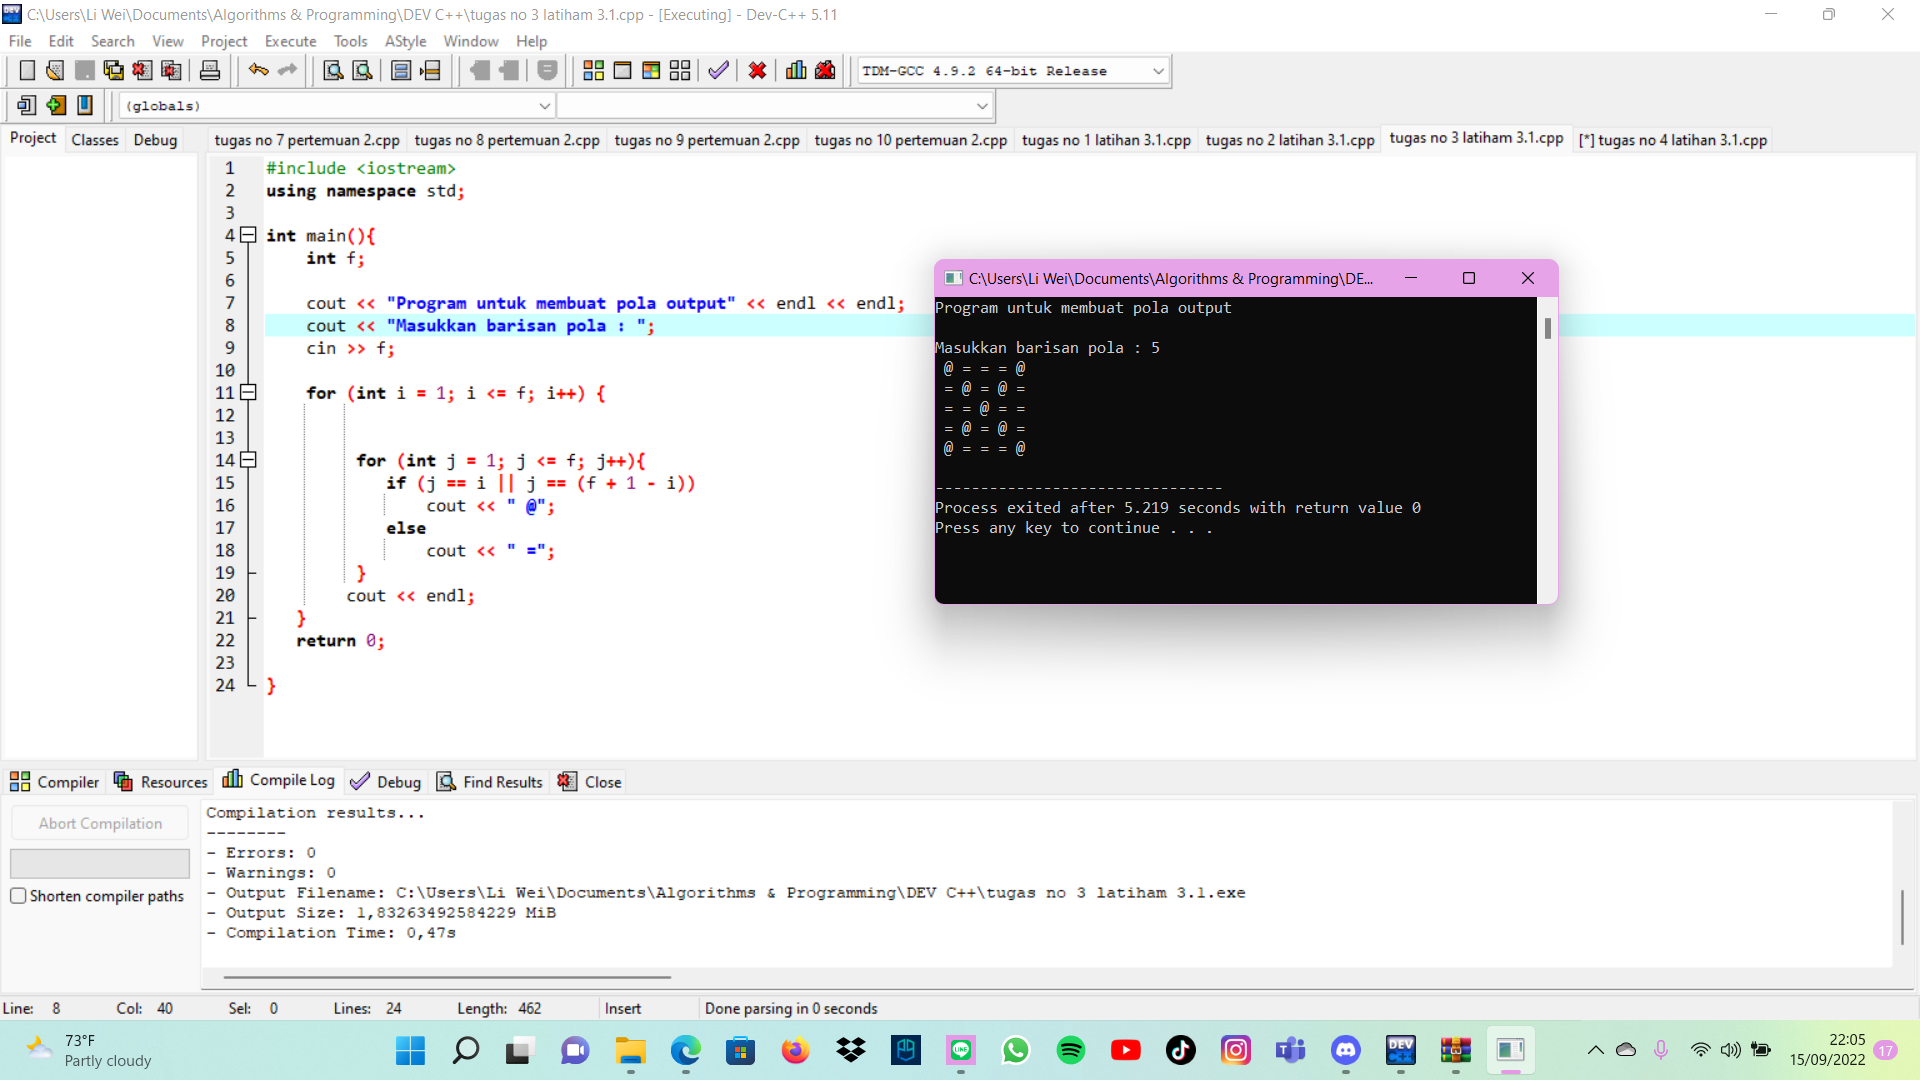 C:\Users\Li Wei\Documents\Algorithms & Programming\DEV C++\tugas no 3 latiham 3.1.cpp - [Executing] - Dev-C++ 5.11
File Edit Search View Project Execute Tools AStyle Window Help
TDM-GCC 4.9.2 64-bit Release
(globals)
Project Classes Debug
tugas no 7 pertemuan 2.cpp tugas no 8 pertemuan 2.cpp tugas no 9 pertemuan 2.cpp tugas no 10 pertemuan 2.cpp tugas no 1 latihan 3.1.cpp tugas no 2 latihan 3.1.cpp tugas no 3 latiham 3.1.cpp [*] tugas no 4 latihan 3.1.cpp
1 #include <iostream>
2 using namespace std;
3
4 int main(){
5 int f;
6
7 cout << "Program untuk membuat pola output" << endl << endl;
8 cout << "Masukkan barisan pola : ";
9 cin >> f;
10
11 for (int i = 1; i <= f; i++) {
12
13
14 for (int j = 1; j <= f; j++){
15 if (j == i || j == (f + 1 - i))
16 cout << " @";
17 else
18 cout << " =";
19 }
20 cout << endl;
21 }
22 return 0;
23
24 }
C:\Users\Li Wei\Documents\Algorithms & Programming\DE...
Program untuk membuat pola output
Masukkan barisan pola : 5
@ = = = @
= @ = @ =
= = @ = =
= @ = @ =
@ = = = @
--------------------------------
Process exited after 5.219 seconds with return value 0
Press any key to continue . . .
Compiler Resources Compile Log Debug Find Results Close
Abort Compilation
Shorten compiler paths
Compilation results...
--------
- Errors: 0
- Warnings: 0
- Output Filename: C:\Users\Li Wei\Documents\Algorithms & Programming\DEV C++\tugas no 3 latiham 3.1.exe
- Output Size: 1,83263492584229 MiB
- Compilation Time: 0,47s
Line: 8 Col: 40 Sel: 0 Lines: 24 Length: 462 Insert Done parsing in 0 seconds
73°F
Partly cloudy
22:05
15/09/2022
17